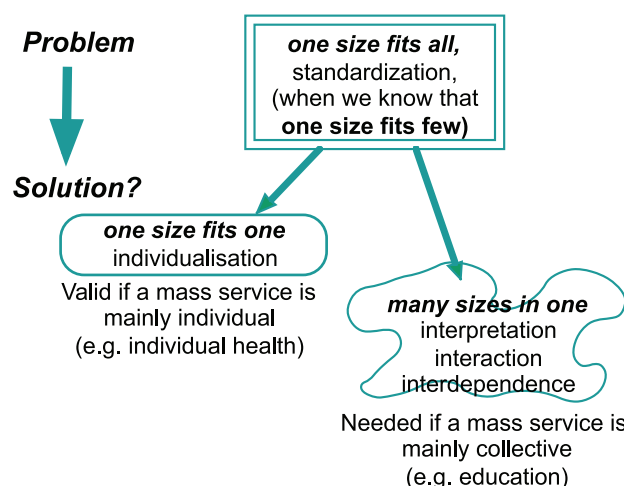 Problem
one size fits all,
standardization,
(when we know that
one size fits few)
Solution?
one size fits one
individualisation
Valid if a mass service is
mainly individual
(e.g. individual health)
many sizes in one
interpretation
interaction
interdependence
Needed if a mass service is
mainly collective
(e.g. education)